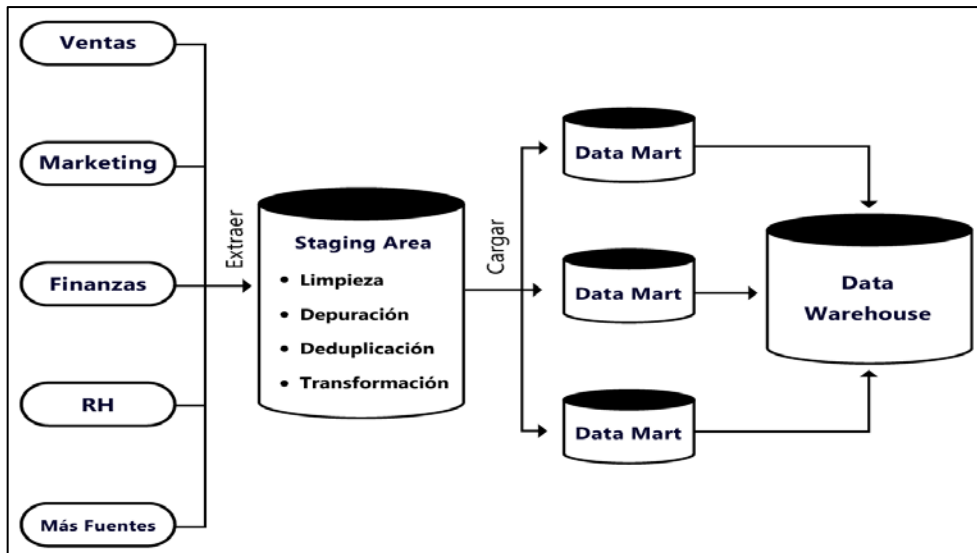 Ventas
Marketing
Finanzas
RH
Más Fuentes
Extraer
Staging Area
• Limpieza
• Depuración
• Deduplicación
• Transformación
Cargar
Data Mart
Data Mart
Data Mart
Data
Warehouse